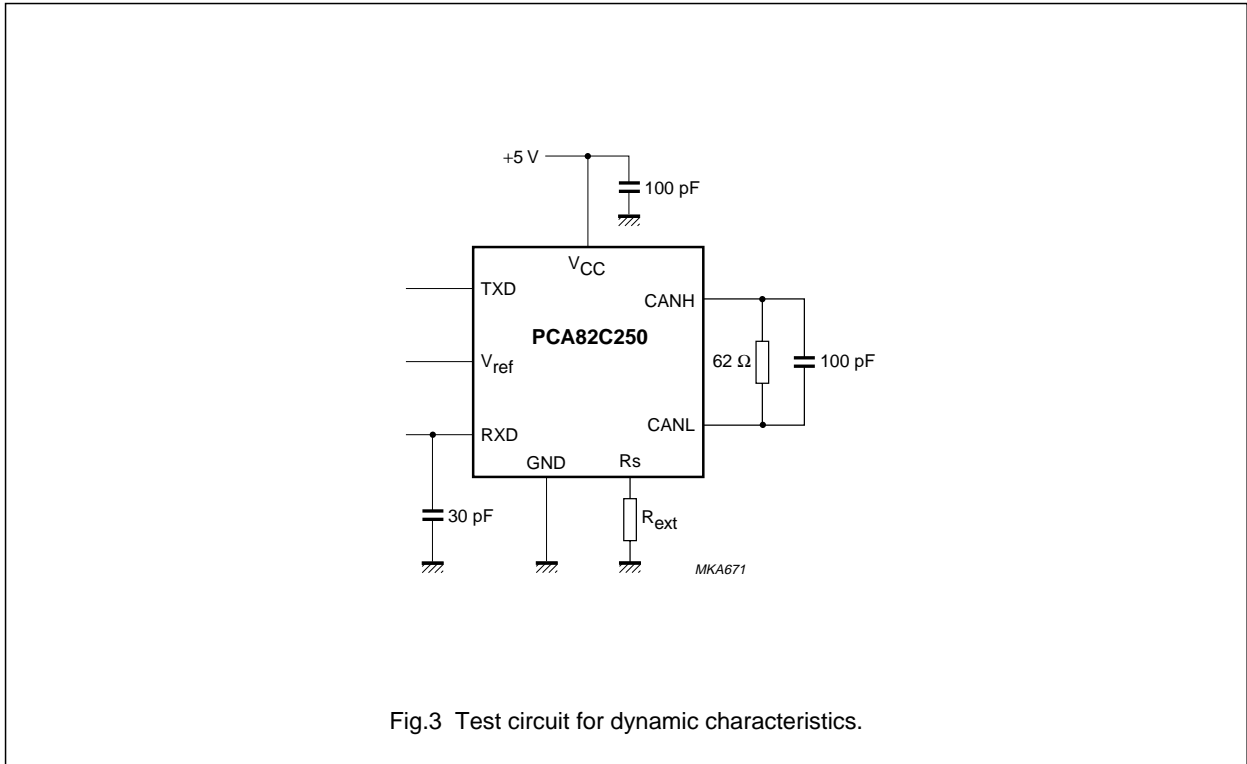 +5 V
100 pF
VCC
TXD
CANH
PCA82C250
Vref
62 Ω
100 pF
CANL
RXD
GND
Rs
30 pF
Rext
MKA671
Fig.3 Test circuit for dynamic characteristics.